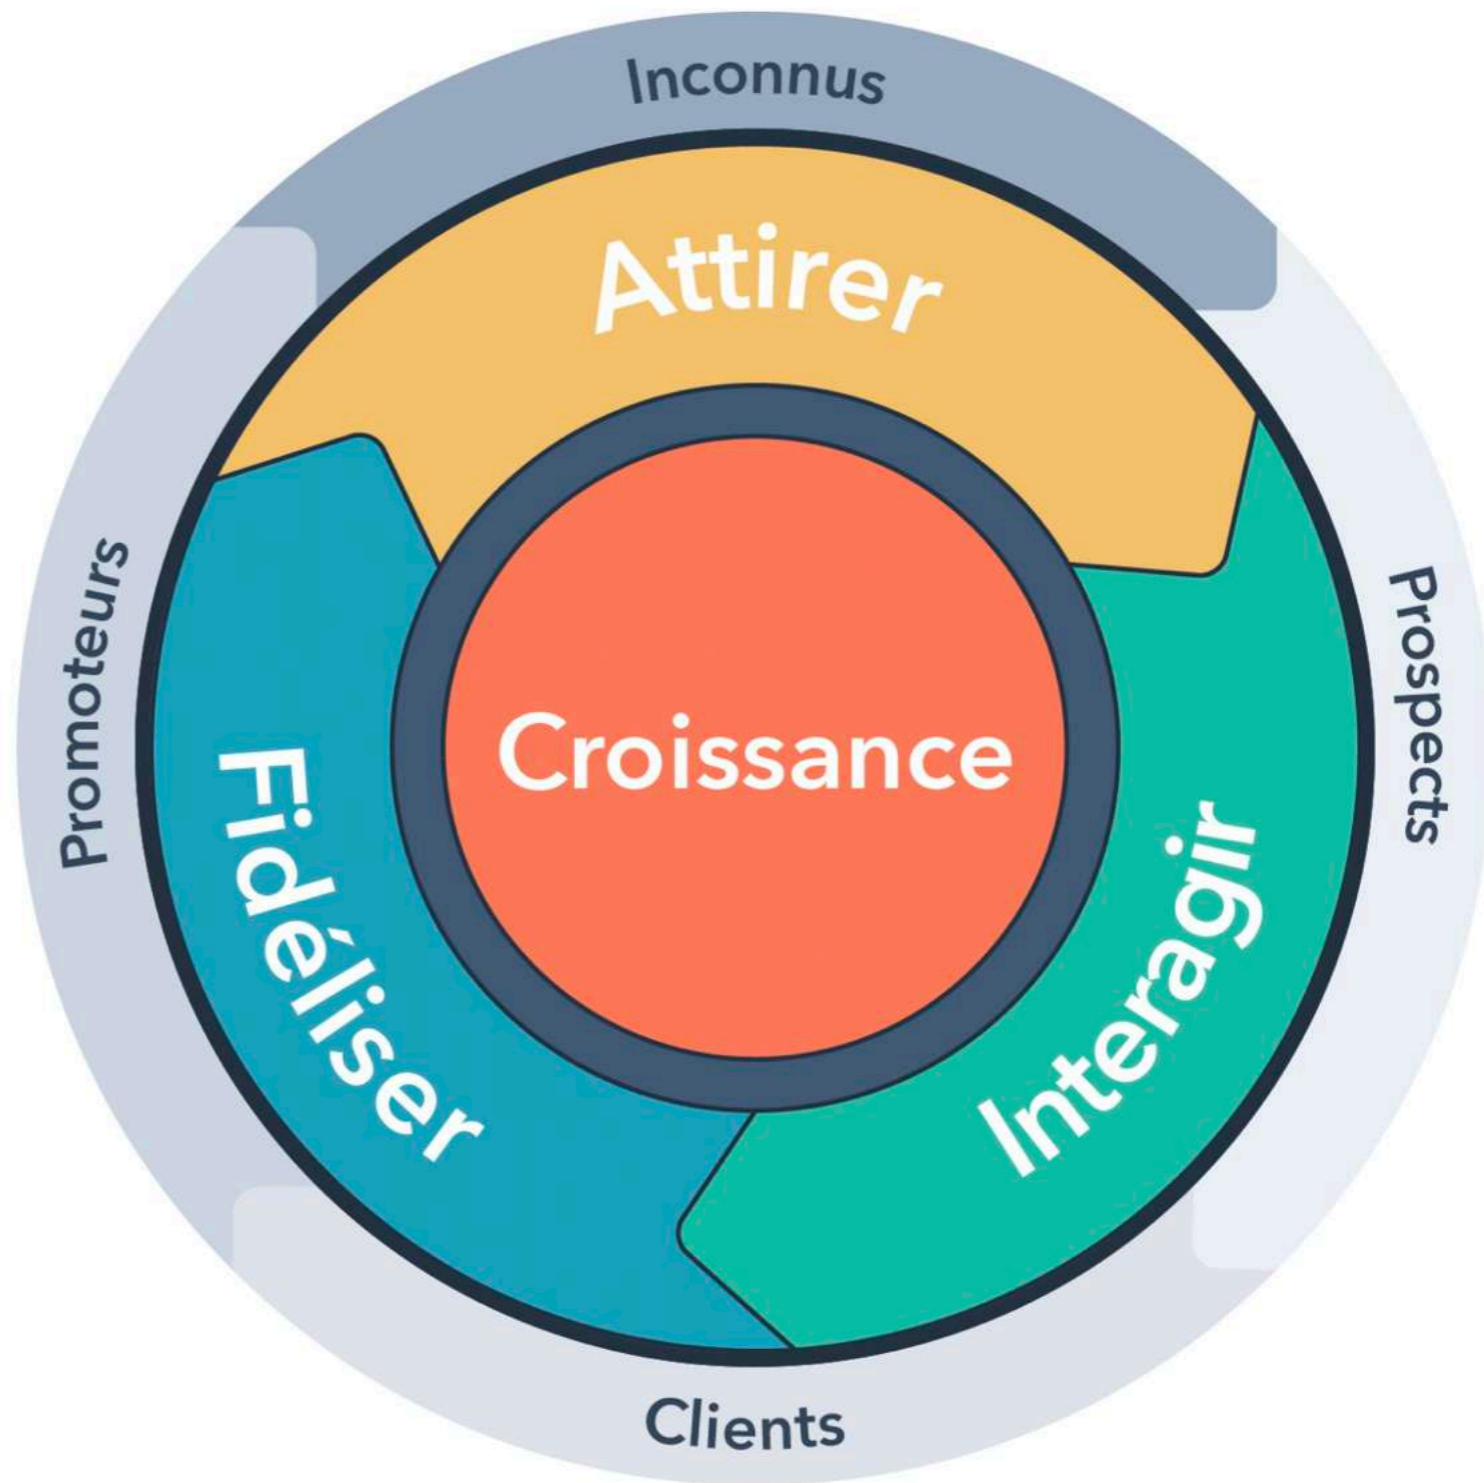 Inconnus
Attirer
Prospects
Promoteurs
Croissance
Interagir
Fidéliser
Clients